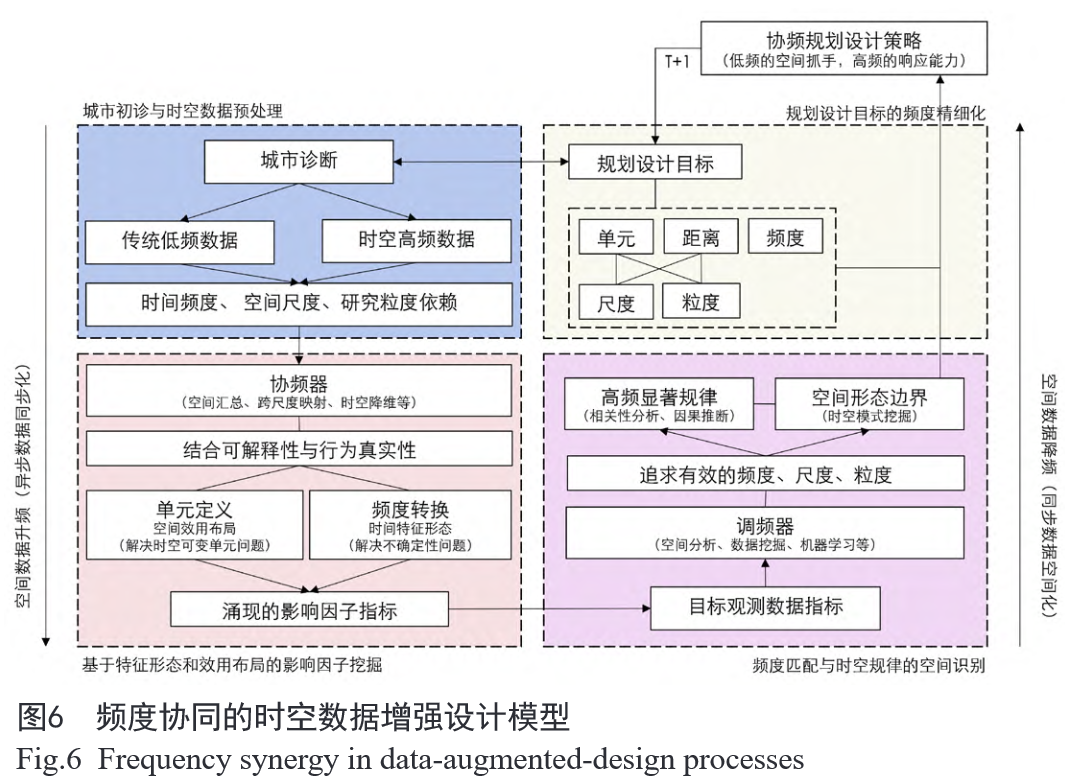 协频规划设计策略
(低频的空间抓手，高频的响应能力)
T+1
城市初诊与时空数据预处理
规划设计目标的频度精细化
城市诊断
规划设计目标
传统低频数据
时空高频数据
单元
距离
频度
尺度
粒度
时间频度、空间尺度、研究粒度依赖
协频器
(空间汇总、跨尺度映射、时空降维等)
结合可解释性与行为真实性
单元定义
空间效用布局
(解决时空可变单元问题)
频度转换
时间特征形态
(解决不确定性问题)
涌现的影响因子指标
高频显著规律
(相关性分析、因果推断)
空间形态边界
(时空模式挖掘)
追求有效的频度、尺度、粒度
调频器
(空间分析、数据挖掘、机器学习等)
目标观测数据指标
空间数据升频（异步数据同步化）
空间数据降频（同步数据空间化）
基于特征形态和效用布局的影响因子挖掘
频度匹配与时空规律的空间识别
图6 频度协同的时空数据增强设计模型
Fig.6 Frequency synergy in data-augmented-design processes